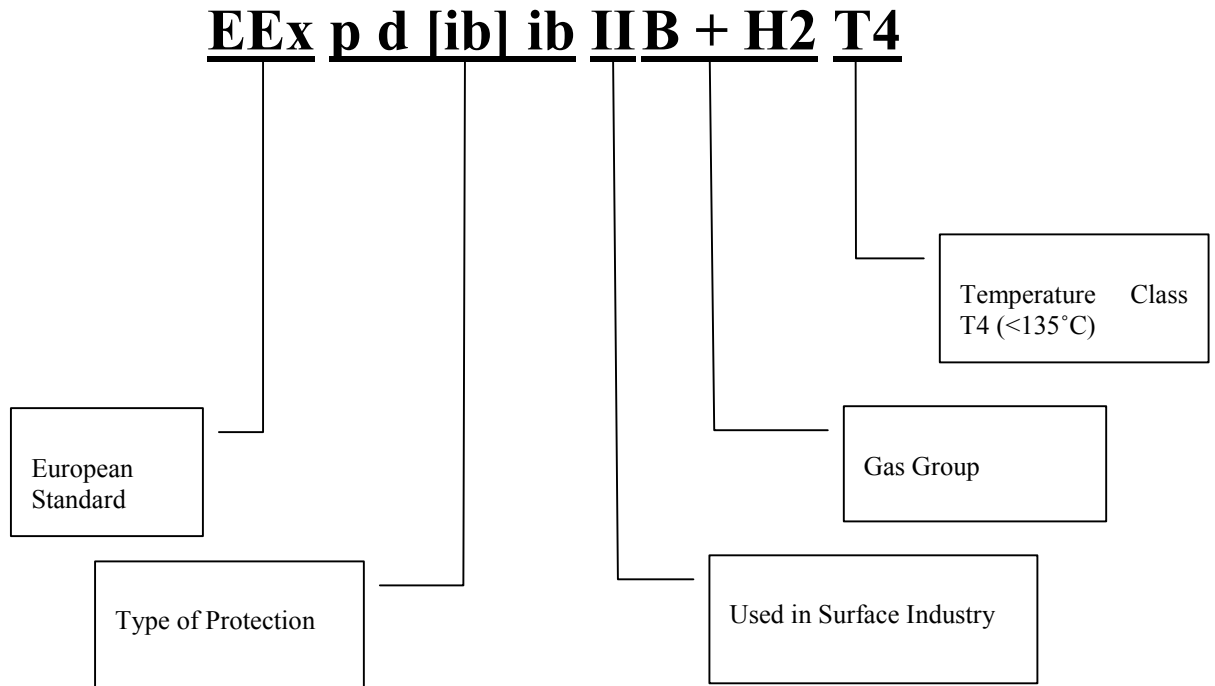 EEx p d [ib] ib IIB + H2 T4
Temperature Class
T4 (<135˚C)
European
Standard
Gas Group
Type of Protection
Used in Surface Industry